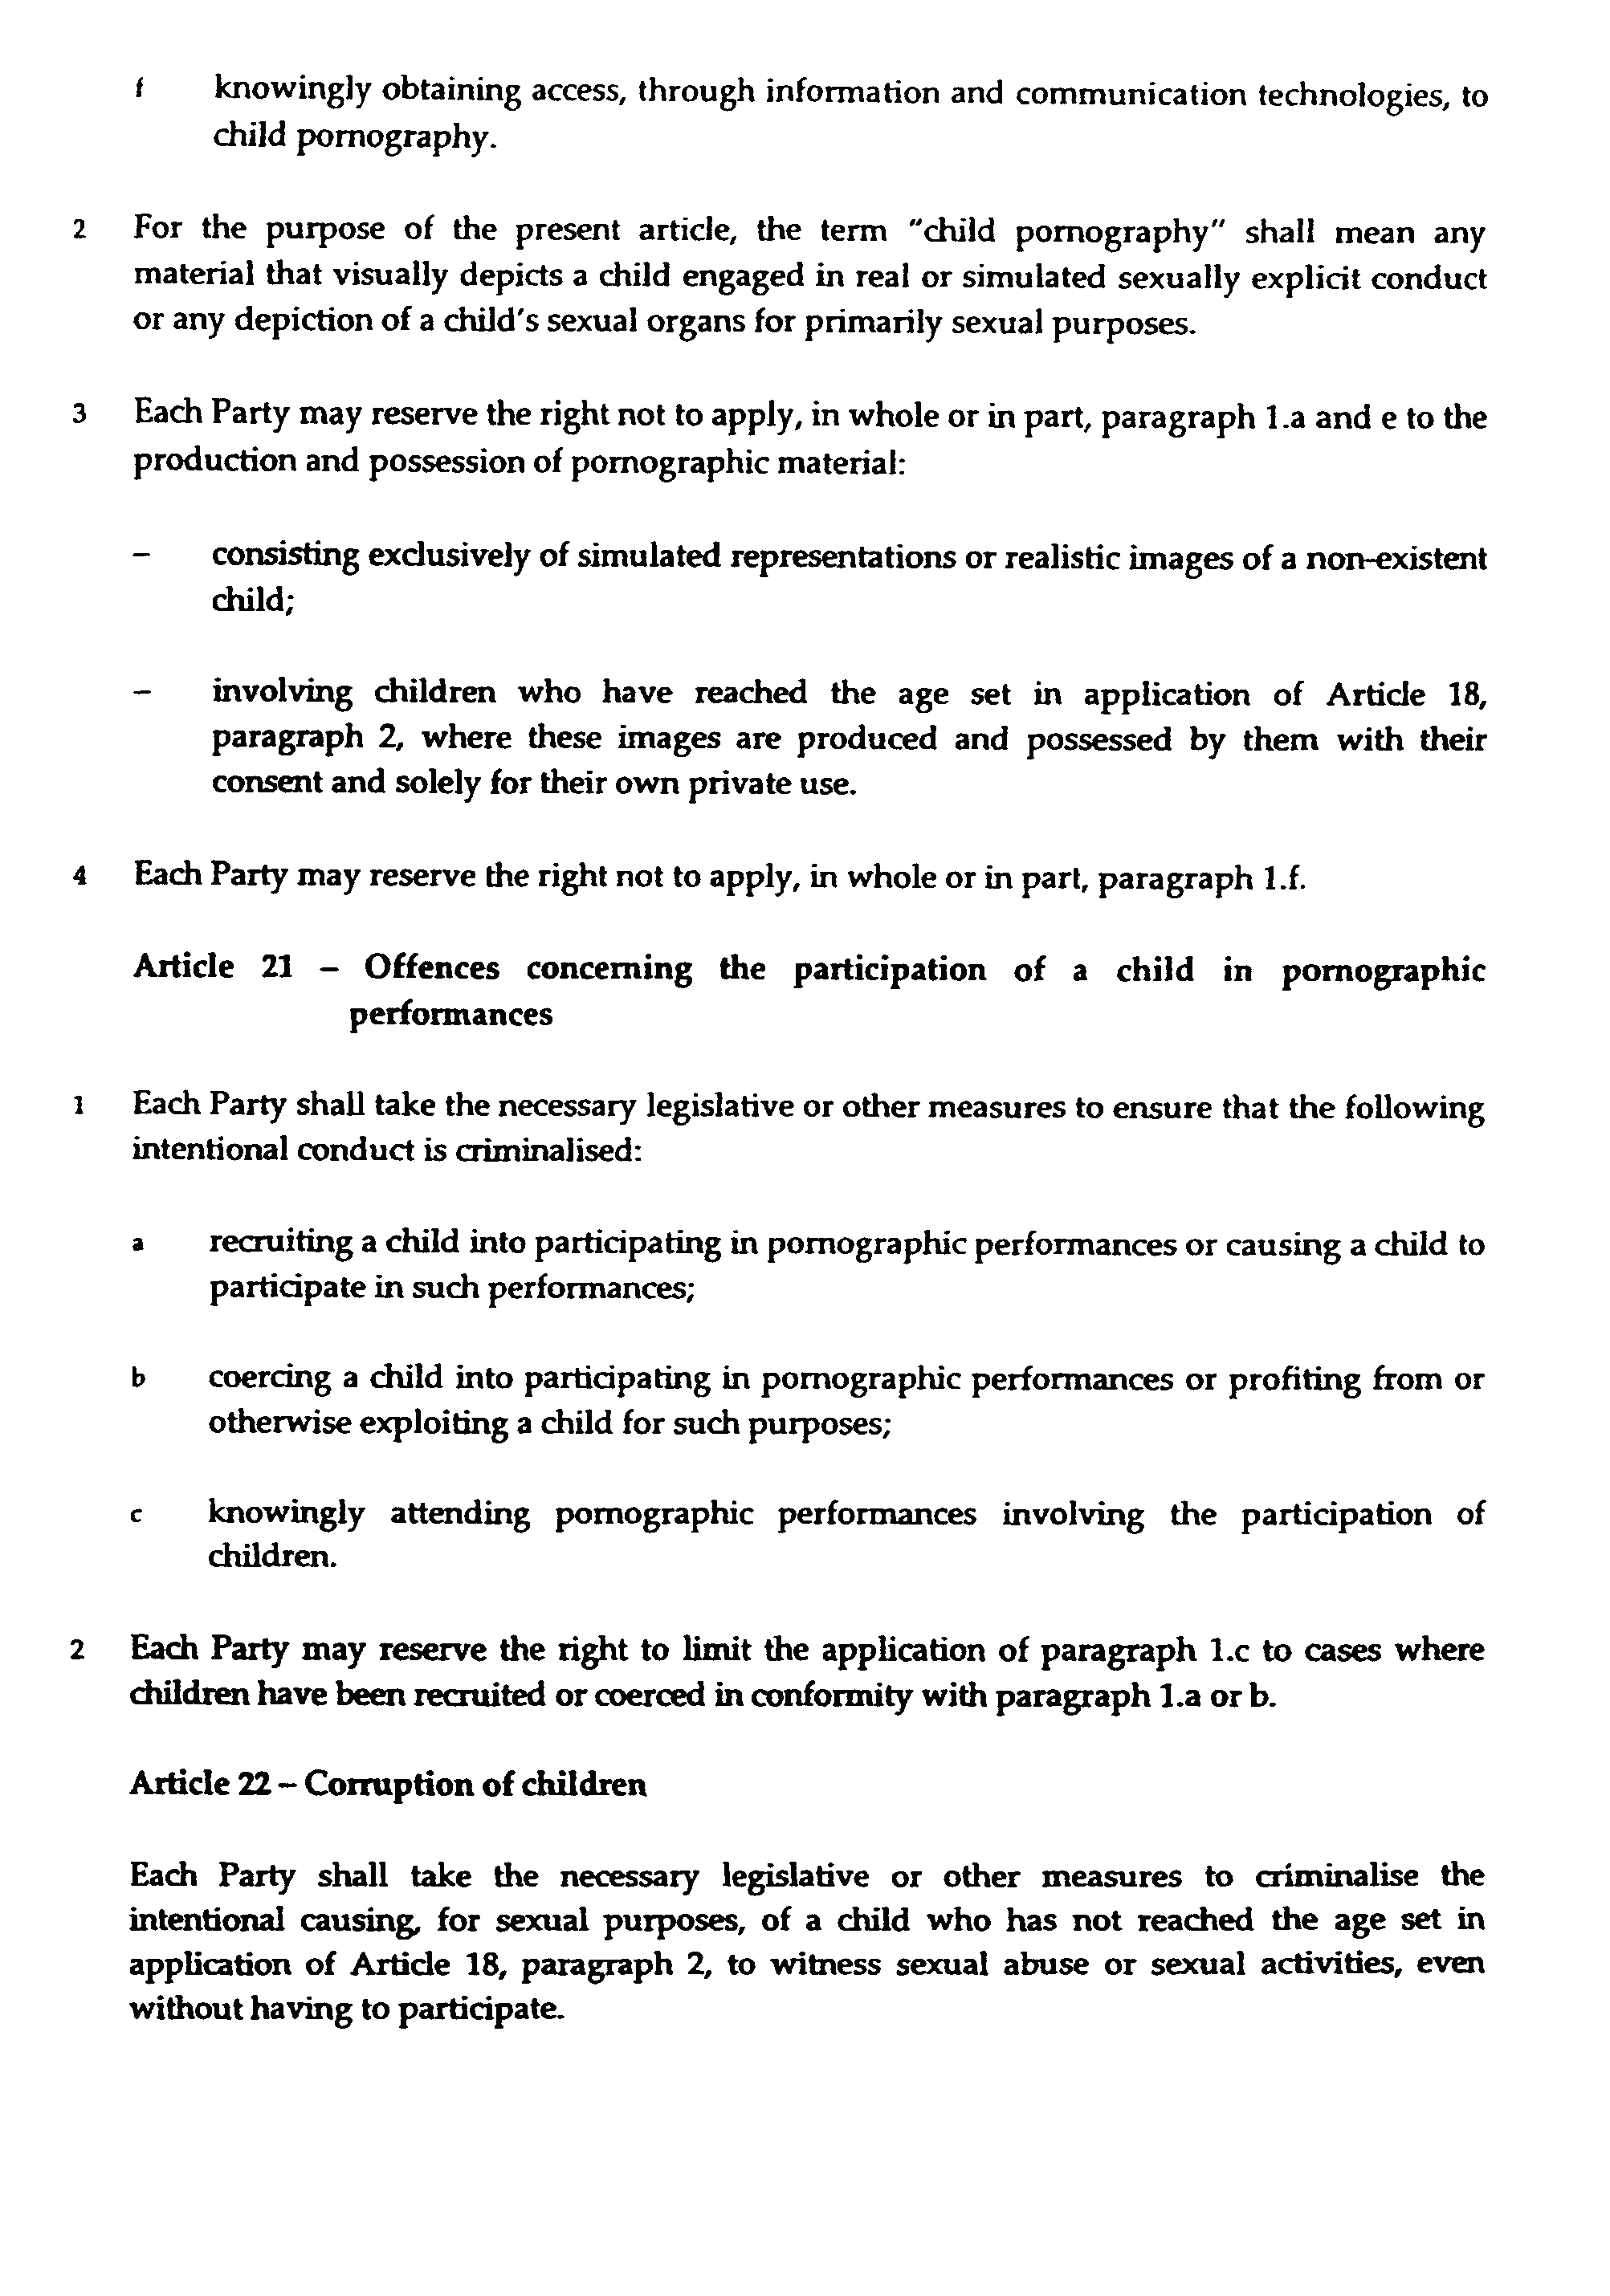 f knowingly obtaining access, through information and communication technologies, to
child pornography.
2 For the purpose of the present article, the term "child pornography" shall mean any
material that visually depicts a child engaged in real or simulated sexually explicit conduct
or any depiction of a child's sexual organs for primarily sexual purposes.
3 Each Party may reserve the right not to apply, in whole or in part, paragraph 1.a and e to the
production and possession of pornographic material:
– consisting exclusively of simulated representations or realistic images of a non-existent
child;
– involving children who have reached the age set in application of Article 18,
paragraph 2, where these images are produced and possessed by them with their
consent and solely for their own private use.
4 Each Party may reserve the right not to apply, in whole or in part, paragraph 1.f.
Article 21 – Offences concerning the participation of a child in pornographic
performances
1 Each Party shall take the necessary legislative or other measures to ensure that the following
intentional conduct is criminalised:
a recruiting a child into participating in pornographic performances or causing a child to
participate in such performances;
b coercing a child into participating in pornographic performances or profiting from or
otherwise exploiting a child for such purposes;
c knowingly attending pornographic performances involving the participation of
children.
2 Each Party may reserve the right to limit the application of paragraph 1.c to cases where
children have been recruited or coerced in conformity with paragraph 1.a or b.
Article 22 – Corruption of children
Each Party shall take the necessary legislative or other measures to criminalise the
intentional causing, for sexual purposes, of a child who has not reached the age set in
application of Article 18, paragraph 2, to witness sexual abuse or sexual activities, even
without having to participate.